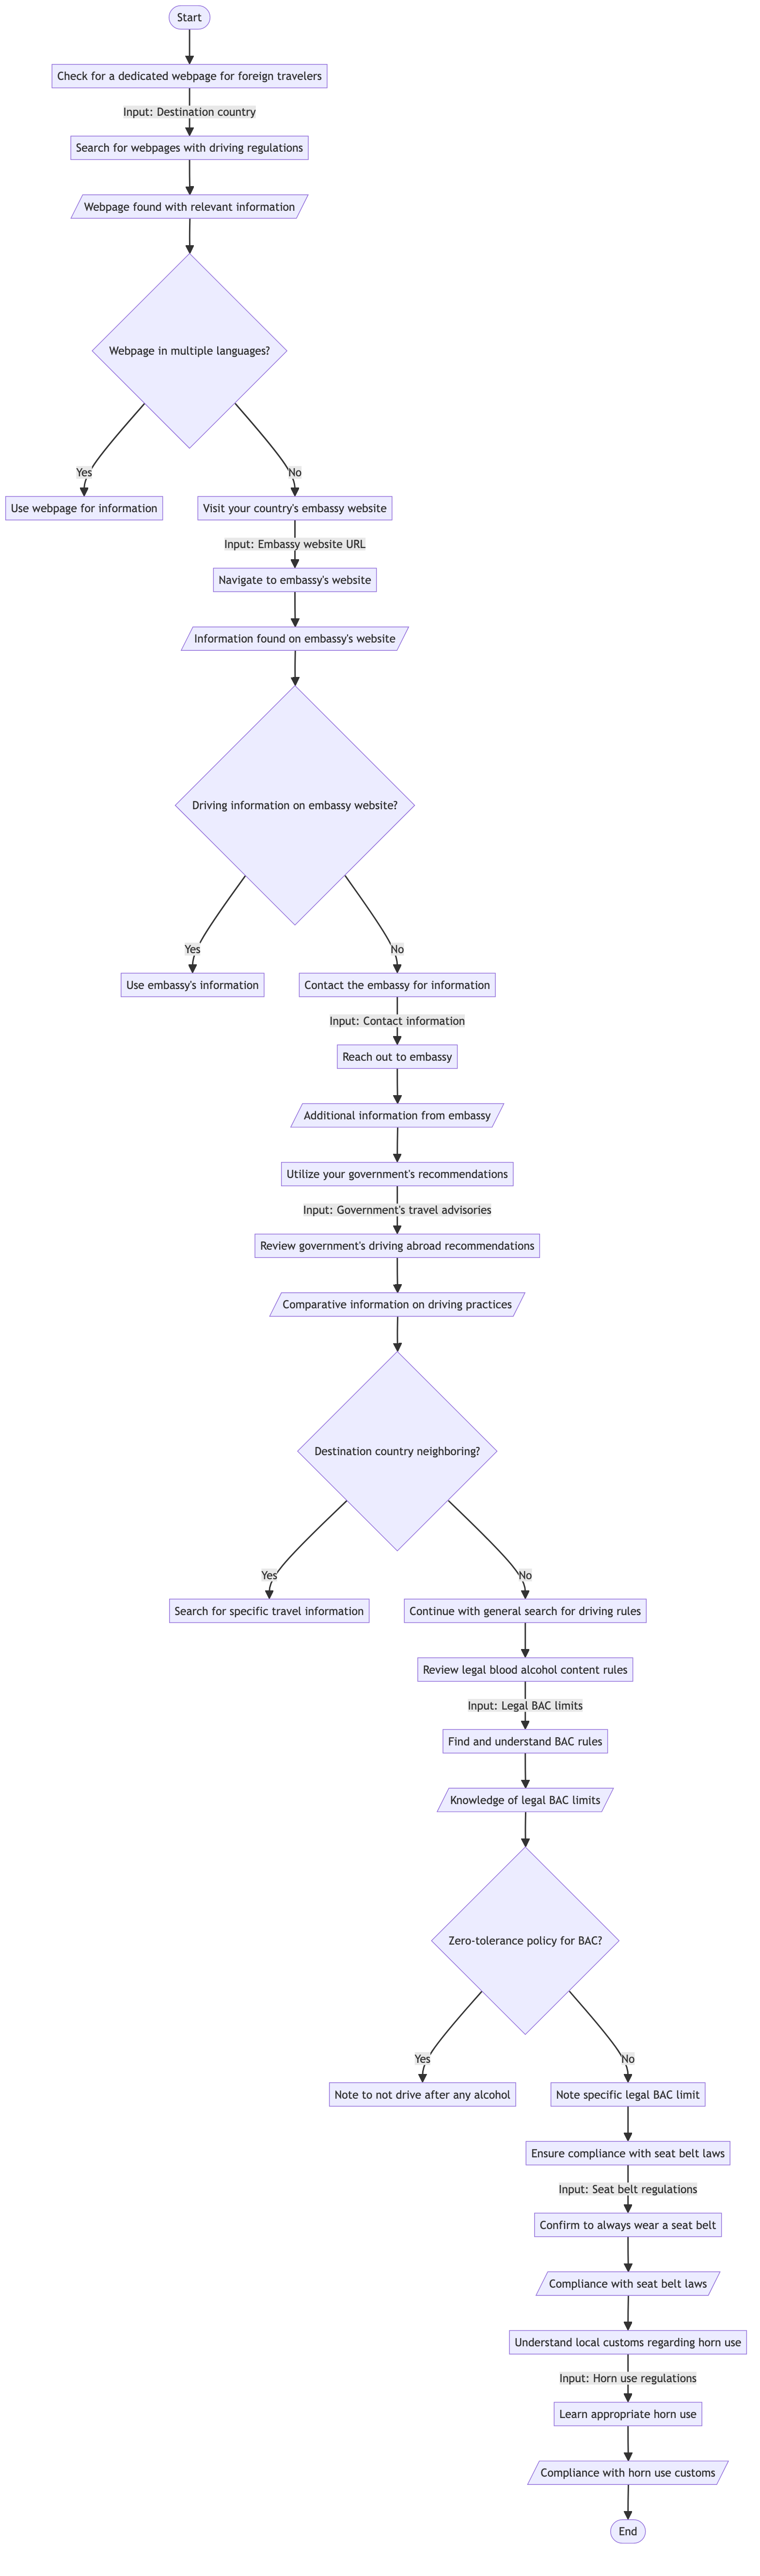 Start
Check for a dedicated webpage for foreign travelers
Input: Destination country
Search for webpages with driving regulations
Webpage found with relevant information
Webpage in multiple languages?
Yes
No
Use webpage for information
Visit your country's embassy website
Input: Embassy website URL
Navigate to embassy's website
Information found on embassy's website
Driving information on embassy website?
Yes
No
Use embassy's information
Contact the embassy for information
Input: Contact information
Reach out to embassy
Additional information from embassy
Utilize your government's recommendations
Input: Government's travel advisories
Review government's driving abroad recommendations
Comparative information on driving practices
Destination country neighboring?
Yes
No
Search for specific travel information
Continue with general search for driving rules
Review legal blood alcohol content rules
Input: Legal BAC limits
Find and understand BAC rules
Knowledge of legal BAC limits
Zero-tolerance policy for BAC?
Yes
No
Note to not drive after any alcohol
Note specific legal BAC limit
Ensure compliance with seat belt laws
Input: Seat belt regulations
Confirm to always wear a seat belt
Compliance with seat belt laws
Understand local customs regarding horn use
Input: Horn use regulations
Learn appropriate horn use
Compliance with horn use customs
End